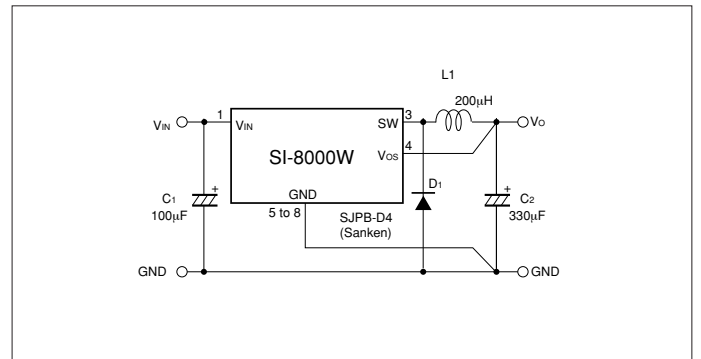 L1
200μH
VIN
1
VIN
SW
3
VO
SI-8000W
VOS
4
GND
D1
C1
100μF
+
5 to 8
SJPB-D4
(Sanken)
C2
330μF
+
GND
GND